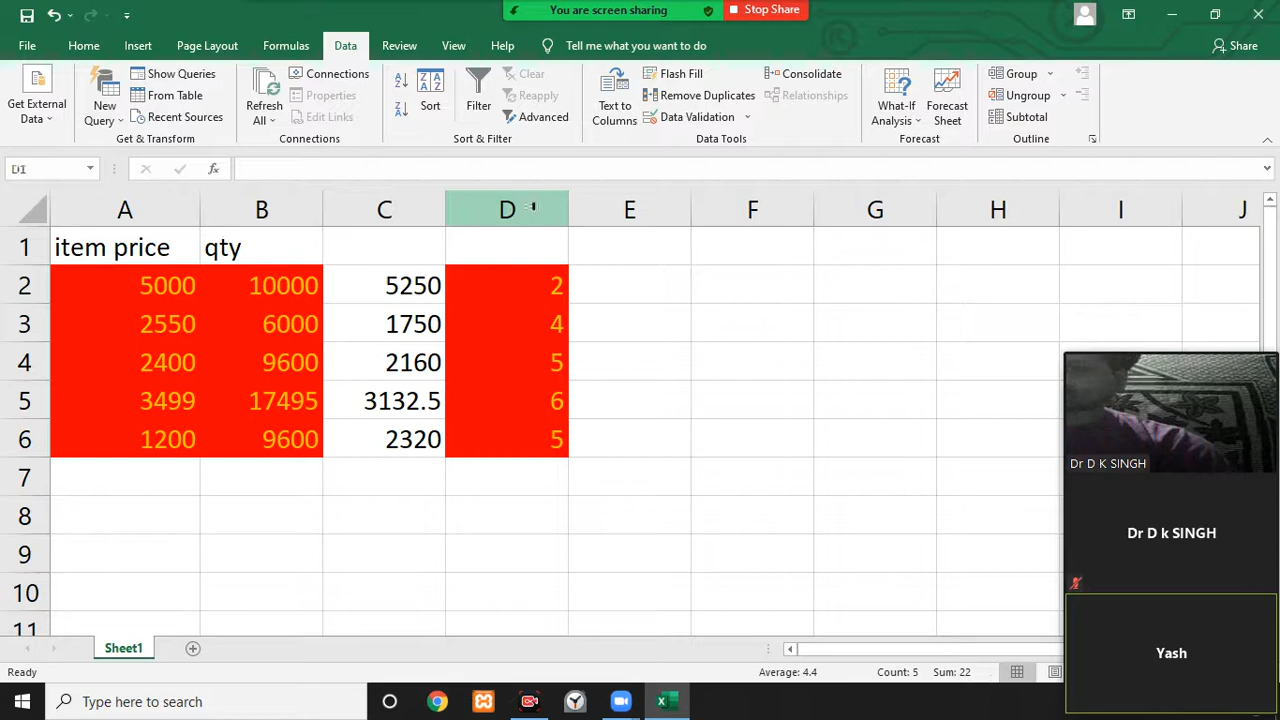 You are screen sharing Stop Share
File Home Insert Page Layout Formulas Data Review View Help Tell me what you want to do Share
Get External Data
New Query
Show Queries
From Table
Recent Sources
Get & Transform
Refresh All
Connections
Properties
Edit Links
Connections
Sort
Filter
Clear
Reapply
Advanced
Sort & Filter
Text to Columns
Flash Fill
Remove Duplicates
Data Validation
Consolidate
Relationships
Data Tools
What-If Analysis
Forecast Sheet
Forecast
Group
Ungroup
Subtotal
Outline
D1 fx
A B C D E F G H I J
1 item price qty
2 5000 10000 5250 2
3 2550 6000 1750 4
4 2400 9600 2160 5
5 3499 17495 3132.5 6
6 1200 9600 2320 5
7
8
9
10
11
Dr D K SINGH
Dr D k SINGH
Yash
Sheet1
Ready Average: 4.4 Count: 5 Sum: 22
Type here to search